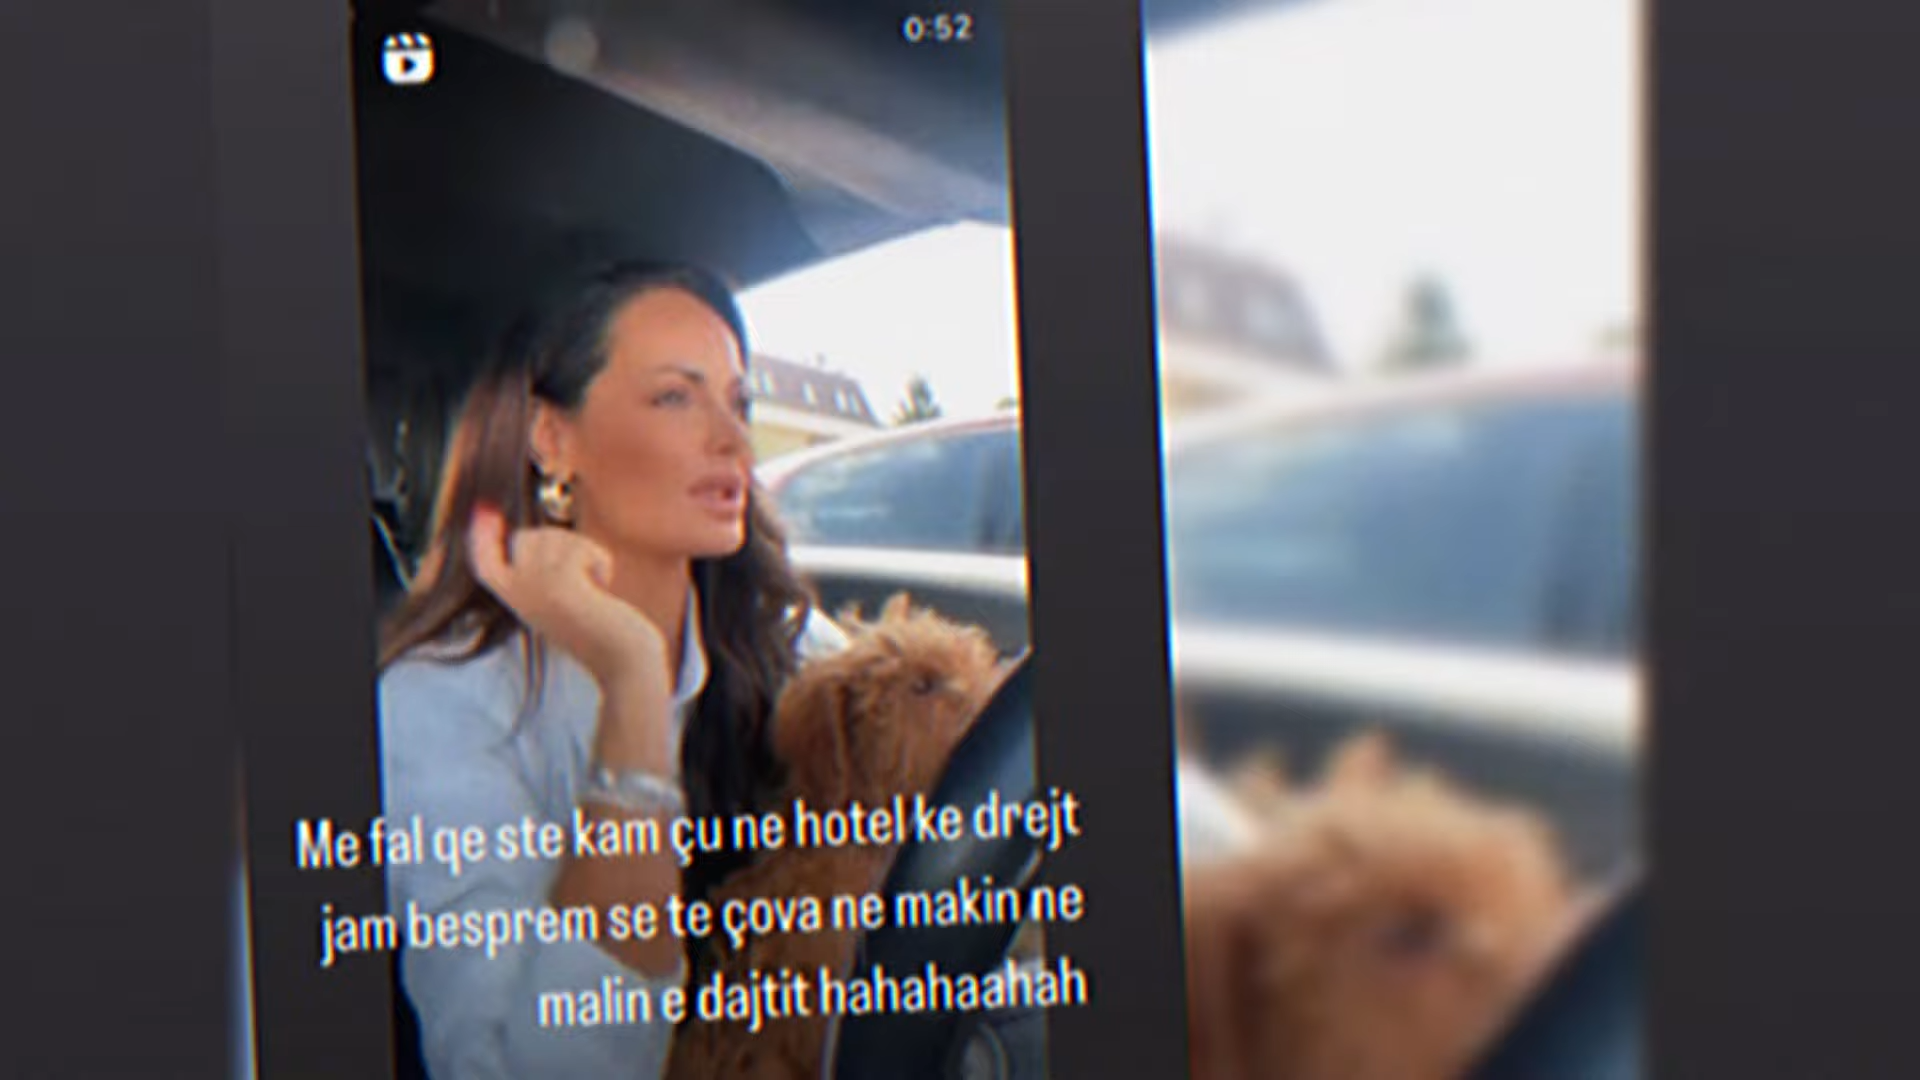 0:52
Me fal qe ste kam çu ne hotel ke drejt
jam besprem se te çova ne makin ne
malin e dajtit hahahaahah